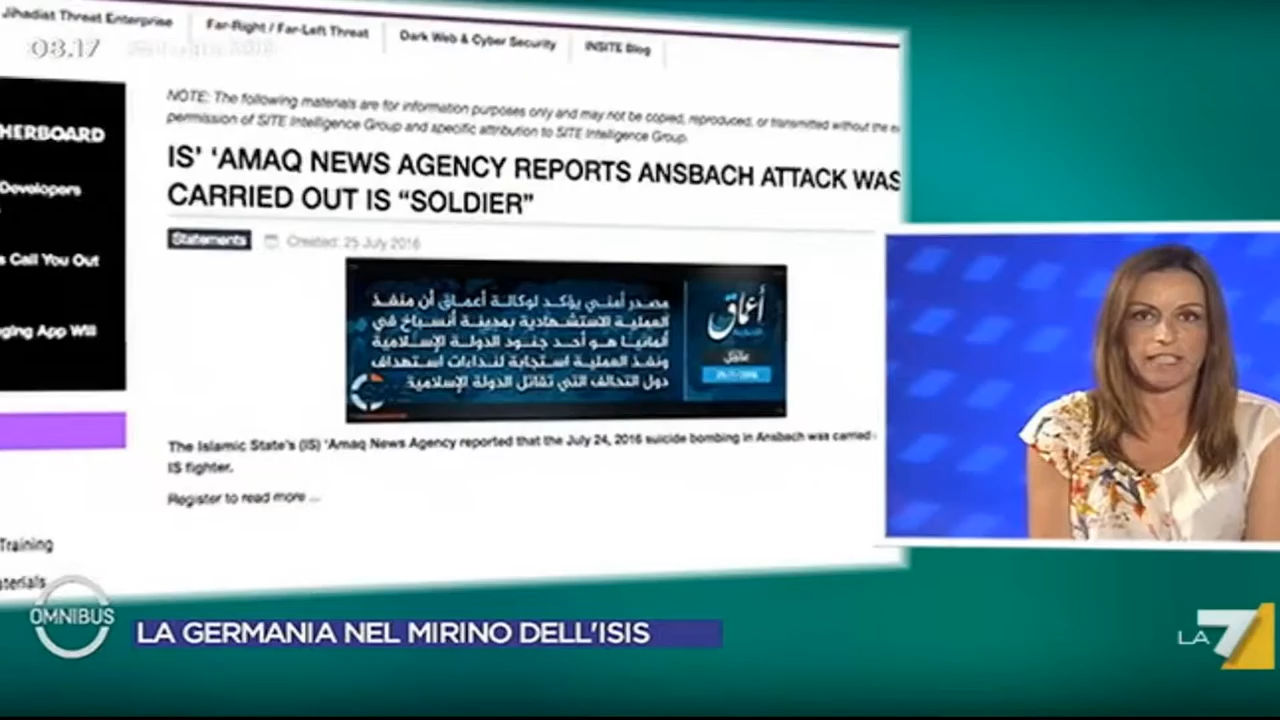 Jihadist Threat Enterprise
Far-Right / Far-Left Threat
Dark Web & Cyber Security
INSITE Blog
08.17
HERBOARD
Developers
s Call You Out
ging App Will
NOTE: The following materials are for information purposes only and may not be copied, reproduced, or transmitted without the
permission of SITE Intelligence Group and specific attribution to SITE Intelligence Group.
IS' 'AMAQ NEWS AGENCY REPORTS ANSBACH ATTACK WAS
CARRIED OUT IS “SOLDIER”
Statements
Created: 25 July 2016
مصدر أمني يؤكد لوكالة أعماق أن منفذ
العملية الاستشهادية بمدينة أنسباخ في
ألمانيا هو أحد جنود الدولة الإسلامية
ونفذ العملية استجابة لنداءات استهداف
دول التحالف التي تقاتل الدولة الإسلامية
أعماق
عاجل
The Islamic State's (IS) 'Amaq News Agency reported that the July 24, 2016 suicide bombing in Ansbach was carried
IS fighter.
Register to read more ...
Training
aterials
OMNIBUS
LA GERMANIA NEL MIRINO DELL'ISIS
LA7